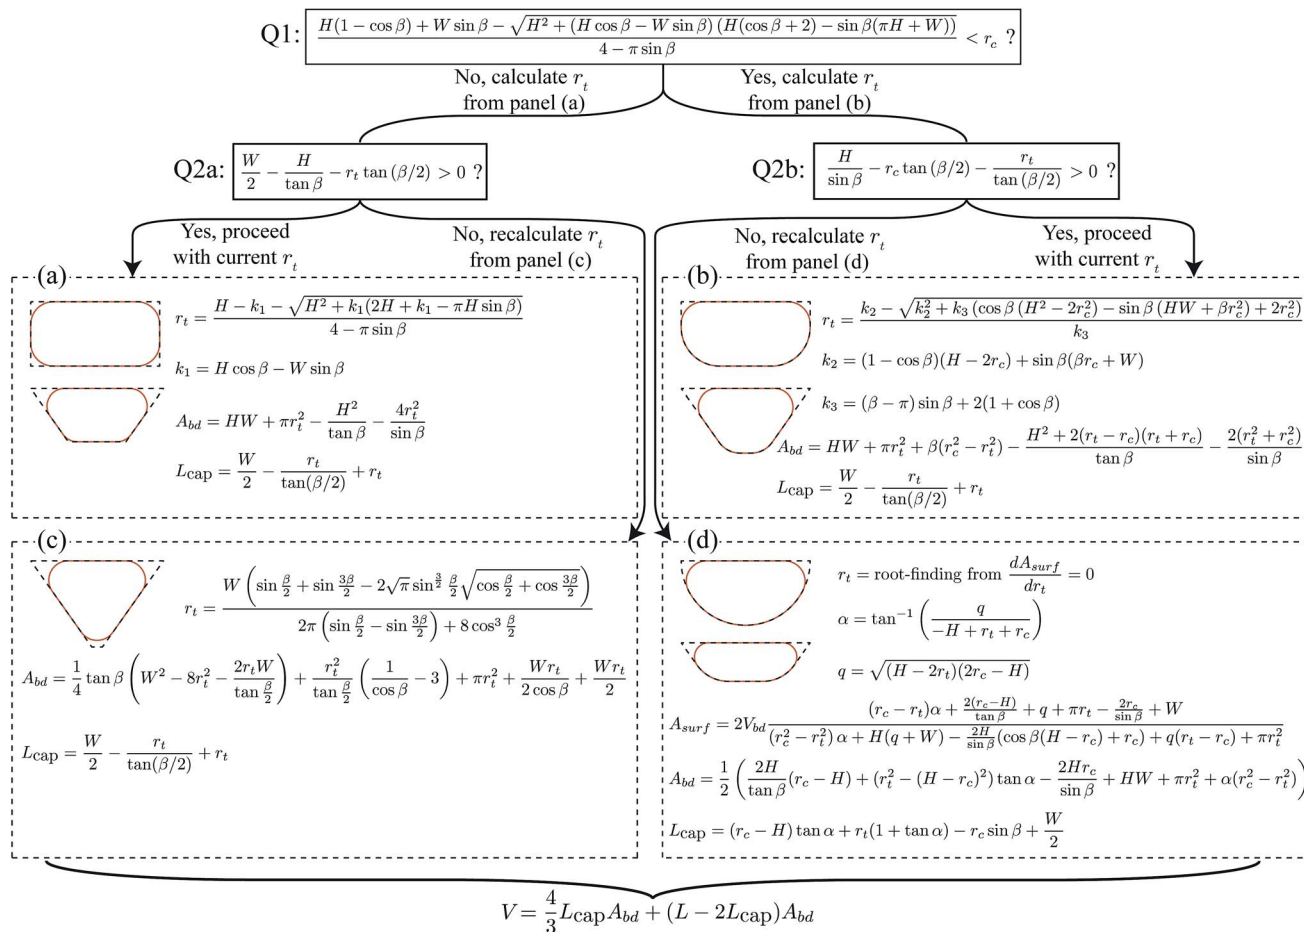 Q1: \frac{H(1-\cos\beta)+W\sin\beta-\sqrt{H^2+(H\cos\beta-W\sin\beta)(H(\cos\beta+2)-\sin\beta(\pi H+W))}}{4-\pi\sin\beta} < r_c ?
No, calculate r_t
from panel (a)
Yes, calculate r_t
from panel (b)
Q2a: \frac{W}{2}-\frac{H}{\tan\beta}-r_t\tan(\beta/2)>0 ?
Q2b: \frac{H}{\sin\beta}-r_c\tan(\beta/2)-\frac{r_t}{\tan(\beta/2)}>0 ?
Yes, proceed
with current r_t
No, recalculate r_t
from panel (c)
No, recalculate r_t
from panel (d)
Yes, proceed
with current r_t
(a)
r_t=\frac{H-k_1-\sqrt{H^2+k_1(2H+k_1-\pi H\sin\beta)}}{4-\pi\sin\beta}
k_1=H\cos\beta-W\sin\beta
A_{bd}=HW+\pi r_t^2-\frac{H^2}{\tan\beta}-\frac{4r_t^2}{\sin\beta}
L_{cap}=\frac{W}{2}-\frac{r_t}{\tan(\beta/2)}+r_t
(b)
r_t=\frac{k_2-\sqrt{k_2^2+k_3(\cos\beta(H^2-2r_c^2)-\sin\beta(HW+\beta r_c^2)+2r_c^2)}}{k_3}
k_2=(1-\cos\beta)(H-2r_c)+\sin\beta(\beta r_c+W)
k_3=(\beta-\pi)\sin\beta+2(1+\cos\beta)
A_{bd}=HW+\pi r_t^2+\beta(r_c^2-r_t^2)-\frac{H^2+2(r_t-r_c)(r_t+r_c)}{\tan\beta}-\frac{2(r_t^2+r_c^2)}{\sin\beta}
L_{cap}=\frac{W}{2}-\frac{r_t}{\tan(\beta/2)}+r_t
(c)
r_t=\frac{W\left(\sin\frac{\beta}{2}+\sin\frac{3\beta}{2}-2\sqrt{\pi}\sin^{\frac{3}{2}}\frac{\beta}{2}\sqrt{\cos\frac{\beta}{2}+\cos\frac{3\beta}{2}}\right)}{2\pi\left(\sin\frac{\beta}{2}-\sin\frac{3\beta}{2}\right)+8\cos^3\frac{\beta}{2}}
A_{bd}=\frac{1}{4}\tan\beta\left(W^2-8r_t^2-\frac{2r_tW}{\tan\frac{\beta}{2}}\right)+\frac{r_t^2}{\tan\frac{\beta}{2}}\left(\frac{1}{\cos\beta}-3\right)+\pi r_t^2+\frac{Wr_t}{2\cos\beta}+\frac{Wr_t}{2}
L_{cap}=\frac{W}{2}-\frac{r_t}{\tan(\beta/2)}+r_t
(d)
r_t=root-finding from \frac{dA_{surf}}{dr_t}=0
\alpha=\tan^{-1}\left(\frac{q}{-H+r_t+r_c}\right)
q=\sqrt{(H-2r_t)(2r_c-H)}
A_{surf}=2V_{bd}\frac{(r_c-r_t)\alpha+\frac{2(r_c-H)}{\tan\beta}+q+\pi r_t-\frac{2r_c}{\sin\beta}+W}{(r_c^2-r_t^2)\alpha+H(q+W)-\frac{2H}{\sin\beta}(\cos\beta(H-r_c)+r_c)+q(r_t-r_c)+\pi r_t^2}
A_{bd}=\frac{1}{2}\left(\frac{2H}{\tan\beta}(r_c-H)+(r_t^2-(H-r_c)^2)\tan\alpha-\frac{2Hr_c}{\sin\beta}+HW+\pi r_t^2+\alpha(r_c^2-r_t^2)\right)
L_{cap}=(r_c-H)\tan\alpha+r_t(1+\tan\alpha)-r_c\sin\beta+\frac{W}{2}
V=\frac{4}{3}L_{cap}A_{bd}+(L-2L_{cap})A_{bd}